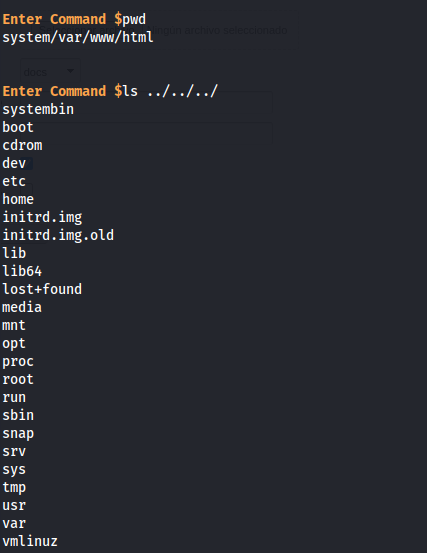 Enter Command $pwd
system/var/www/html
Enter Command $ls ../../../
systembin
boot
cdrom
dev
etc
home
initrd.img
initrd.img.old
lib
lib64
lost+found
media
mnt
opt
proc
root
run
sbin
snap
srv
sys
tmp
usr
var
vmlinuz